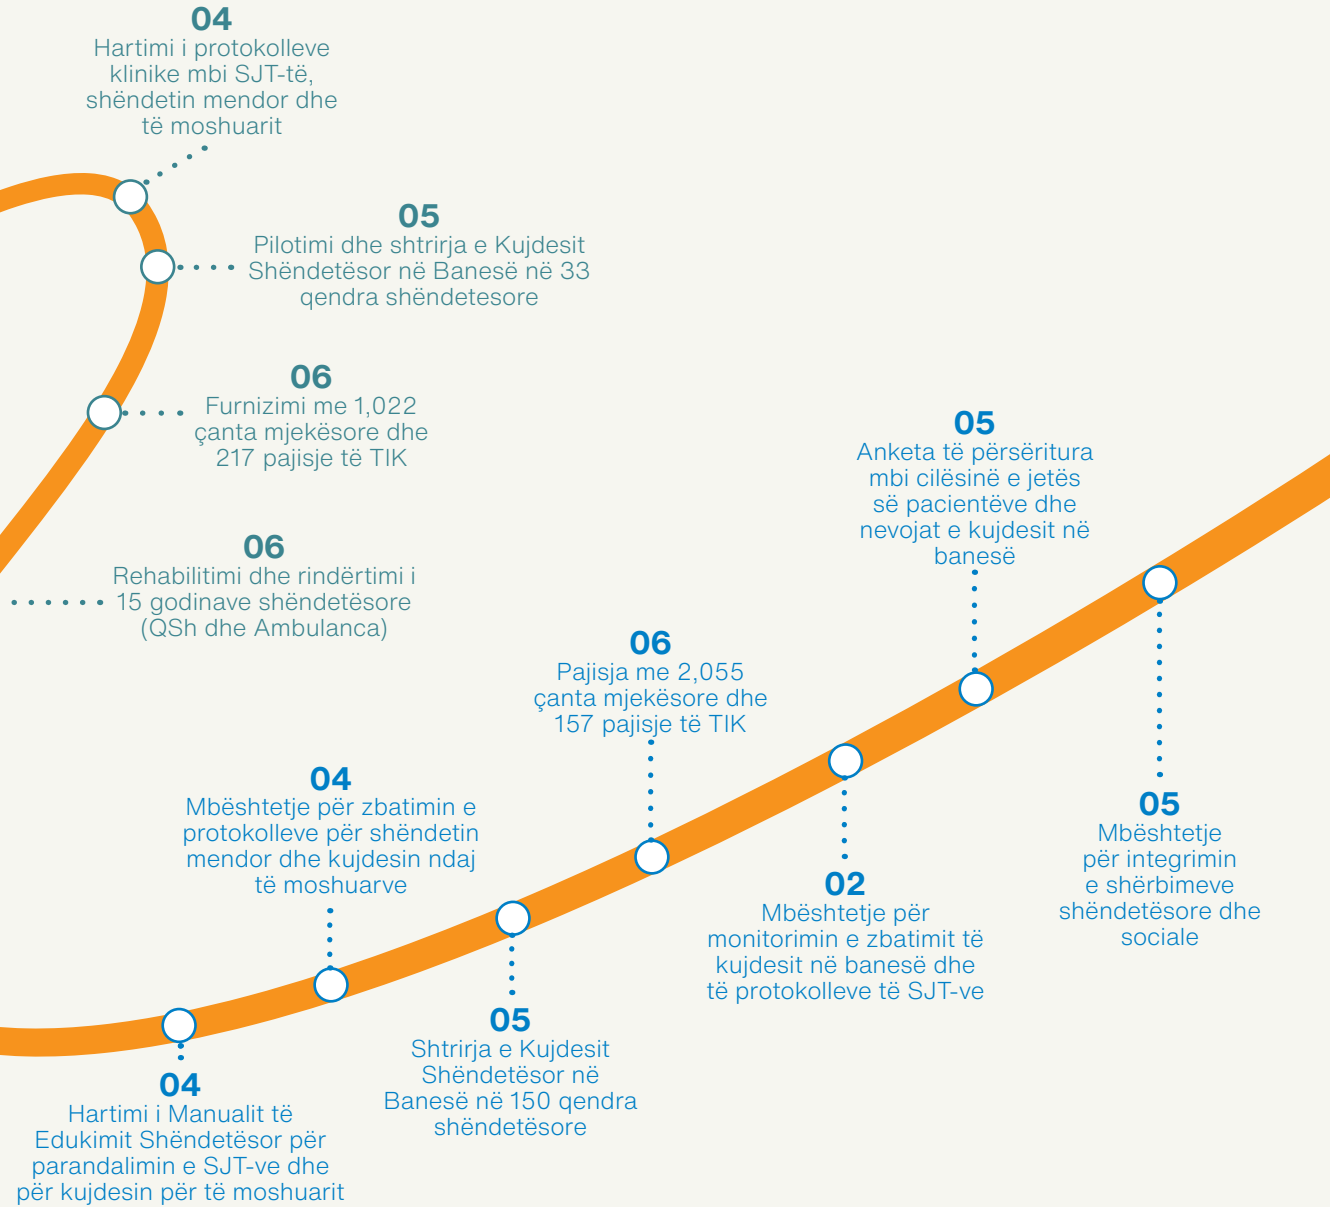 04
Hartimi i protokolleve
klinike mbi SJT-të,
shëndetin mendor dhe
të moshuarit
05
Pilotimi dhe shtrirja e Kujdesit
Shëndetësor në Banesë në 33
qendra shëndetesore
06
Furnizimi me 1,022
çanta mjekësore dhe
217 pajisje të TIK
06
Rehabilitimi dhe rindërtimi i
15 godinave shëndetësore
(QSh dhe Ambulanca)
04
Hartimi i Manualit të
Edukimit Shëndetësor për
parandalimin e SJT-ve dhe
për kujdesin për të moshuarit
04
Mbështetje për zbatimin e
protokolleve për shëndetin
mendor dhe kujdesin ndaj
të moshuarve
05
Shtrirja e Kujdesit
Shëndetësor në
Banesë në 150 qendra
shëndetësore
06
Pajisja me 2,055
çanta mjekësore dhe
157 pajisje të TIK
02
Mbështetje për
monitorimin e zbatimit të
kujdesit në banesë dhe
të protokolleve të SJT-ve
05
Anketa të përsëritura
mbi cilësinë e jetës
së pacientëve dhe
nevojat e kujdesit në
banesë
05
Mbështetje
për integrimin
e shërbimeve
shëndetësore dhe
sociale